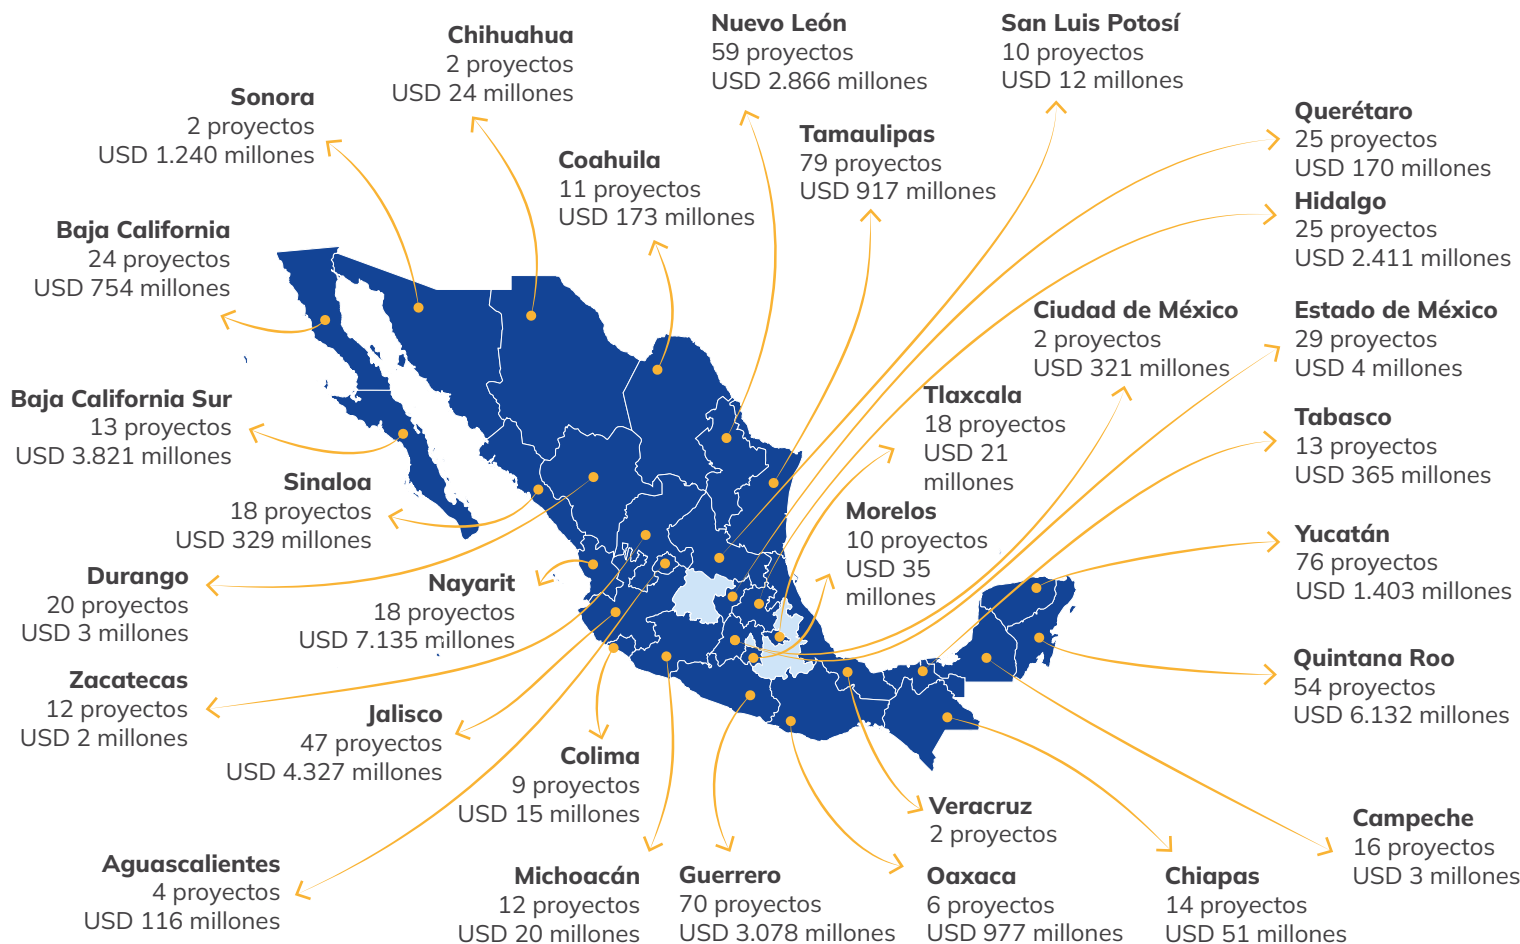 Nuevo León
59 proyectos
USD 2.866 millones
San Luis Potosí
10 proyectos
USD 12 millones
Chihuahua
2 proyectos
USD 24 millones
Sonora
2 proyectos
USD 1.240 millones
Tamaulipas
79 proyectos
USD 917 millones
Querétaro
25 proyectos
USD 170 millones
Coahuila
11 proyectos
USD 173 millones
Hidalgo
25 proyectos
USD 2.411 millones
Baja California
24 proyectos
USD 754 millones
Ciudad de México
2 proyectos
USD 321 millones
Estado de México
29 proyectos
USD 4 millones
Baja California Sur
13 proyectos
USD 3.821 millones
Tlaxcala
18 proyectos
USD 21
millones
Tabasco
13 proyectos
USD 365 millones
Sinaloa
18 proyectos
USD 329 millones
Morelos
10 proyectos
USD 35
millones
Yucatán
76 proyectos
USD 1.403 millones
Durango
20 proyectos
USD 3 millones
Nayarit
18 proyectos
USD 7.135 millones
Quintana Roo
54 proyectos
USD 6.132 millones
Zacatecas
12 proyectos
USD 2 millones
Jalisco
47 proyectos
USD 4.327 millones
Colima
9 proyectos
USD 15 millones
Veracruz
2 proyectos
Campeche
16 proyectos
USD 3 millones
Aguascalientes
4 proyectos
USD 116 millones
Michoacán
12 proyectos
USD 20 millones
Guerrero
70 proyectos
USD 3.078 millones
Oaxaca
6 proyectos
USD 977 millones
Chiapas
14 proyectos
USD 51 millones